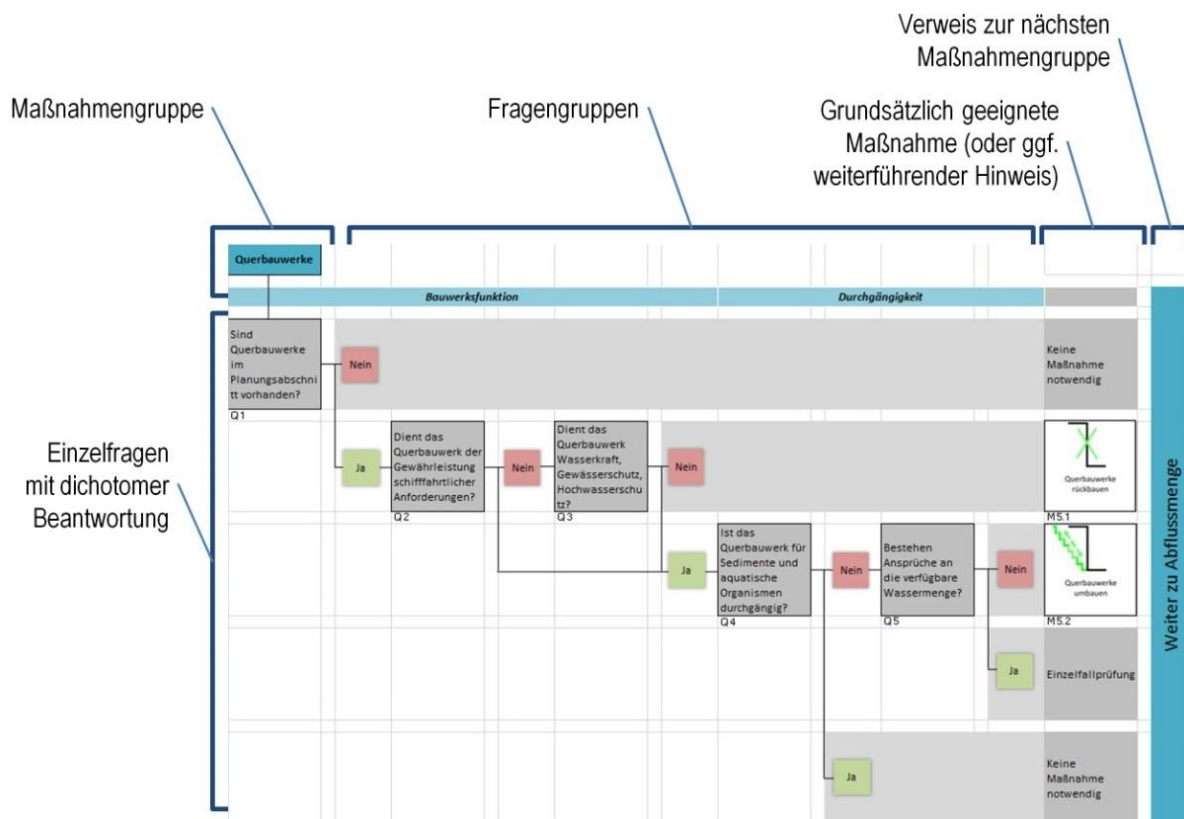 Verweis zur nächsten
Maßnahmengruppe
Maßnahmengruppe
Fragengruppen
Grundsätzlich geeignete
Maßnahme (oder ggf.
weiterführender Hinweis)
Querbauwerke
Bauwerksfunktion
Durchgängigkeit
Sind
Querbauwerke
im
Planungsabschni
tt vorhanden?
Q1
Nein
Keine
Maßnahme
notwendig
Einzelfragen
mit dichotomer
Beantwortung
Ja
Dient das
Querbauwerk der
Gewährleistung
schifffahrtlicher
Anforderungen?
Q2
Nein
Dient das
Querbauwerk
Wasserkraft,
Gewässerschutz,
Hochwasserschu
tz?
Q3
Nein
Querbauwerke
rückbauen
M5.1
Ja
Ist das
Querbauwerk für
Sedimente und
aquatische
Organismen
durchgängig?
Q4
Nein
Bestehen
Ansprüche an
die verfügbare
Wassermenge?
Q5
Nein
Querbauwerke
umbauen
M5.2
Ja
Einzelfallprüfung
Ja
Keine
Maßnahme
notwendig
Weiter zu Abflussmenge